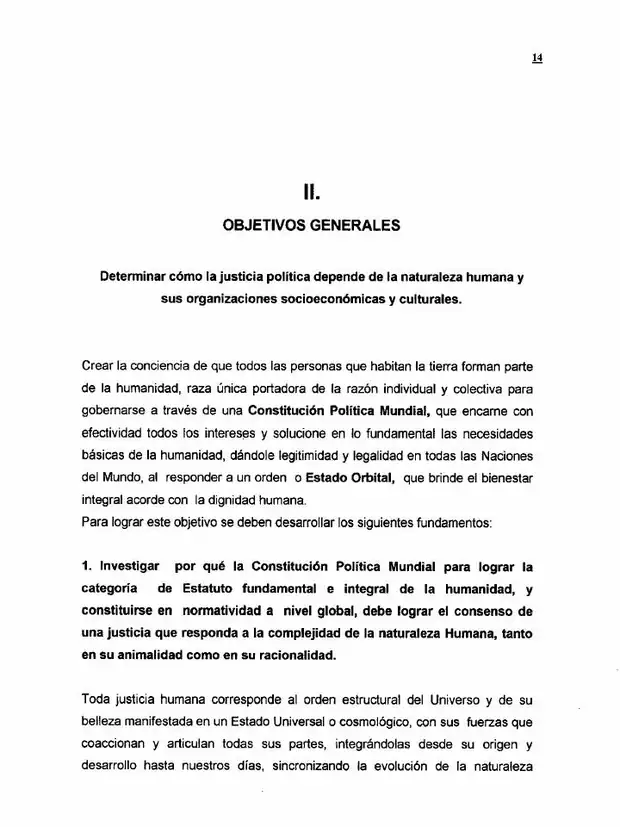 14
II.
OBJETIVOS GENERALES
Determinar cómo la justicia política depende de la naturaleza humana y
sus organizaciones socioeconómicas y culturales.
Crear la conciencia de que todos las personas que habitan la tierra forman parte
de la humanidad, raza única portadora de la razón individual y colectiva para
gobernarse a través de una Constitución Política Mundial, que encarne con
efectividad todos los intereses y solucione en lo fundamental las necesidades
básicas de la humanidad, dándole legitimidad y legalidad en todas las Naciones
del Mundo, al responder a un orden o Estado Orbital, que brinde el bienestar
integral acorde con la dignidad humana.
Para lograr este objetivo se deben desarrollar los siguientes fundamentos:
1. Investigar por qué la Constitución Política Mundial para lograr la
categoría de Estatuto fundamental e integral de la humanidad, y
constituirse en normatividad a nivel global, debe lograr el consenso de
una justicia que responda a la complejidad de la naturaleza Humana, tanto
en su animalidad como en su racionalidad.
Toda justicia humana corresponde al orden estructural del Universo y de su
belleza manifestada en un Estado Universal o cosmológico, con sus fuerzas que
coaccionan y articulan todas sus partes, integrándolas desde su origen y
desarrollo hasta nuestros días, sincronizando la evolución de la naturaleza